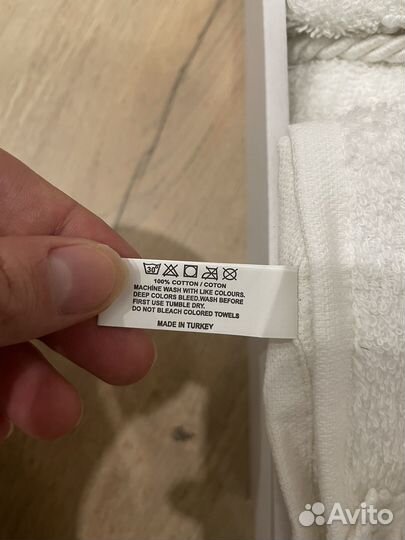 30°
100% COTTON / COTON
MACHINE WASH WITH LIKE COLOURS.
DEEP COLORS BLEED.WASH BEFORE
FIRST USE TUMBLE DRY.
DO NOT BLEACH COLORED TOWELS
MADE IN TURKEY
Avito